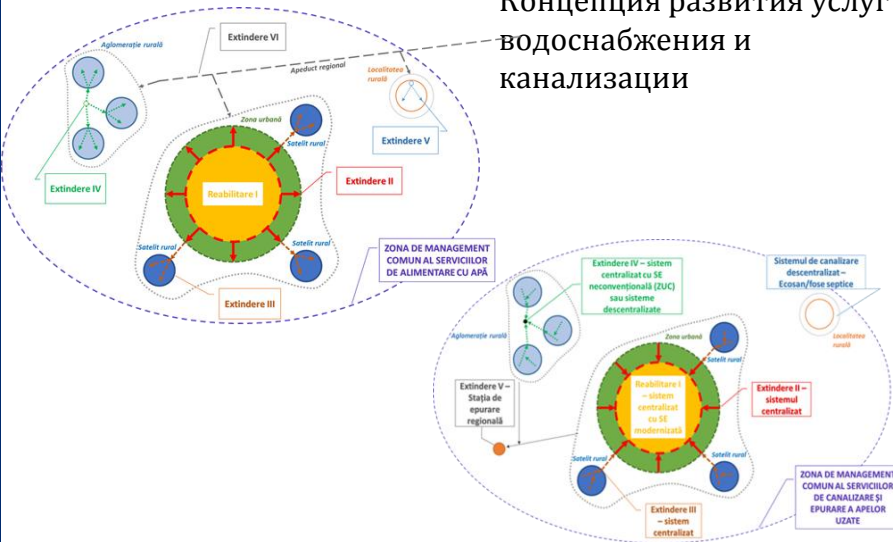 Концепция развития услуг
водоснабжения и
канализации
Aglomerație rurală
Extindere VI
Apeduct regional
Localitatea
rurală
Extindere V
Zona urbană
Satelit rural
Extindere IV
Reabilitare I
Extindere II
Satelit rural
Satelit rural
Extindere III
ZONA DE MANAGEMENT
COMUN AL SERVICIILOR
DE ALIMENTARE CU APĂ
Extindere IV – sistem
centralizat cu SE
neconvențională (ZUC)
sau sisteme
descentralizate
Sistemul de canalizare
descentralizat –
Ecosan/fose septice
Aglomerație rurală
Zona urbană
Localitatea
rurală
Satelit rural
Extindere V –
Stația de
epurare
regională
Reabilitare I
– sistem
centralizat
cu SE
modernizată
Extindere II –
sistemul
centralizat
Satelit rural
Satelit rural
Extindere III
– sistem
centralizat
ZONA DE MANAGEMENT
COMUN AL SERVICIILOR
DE CANALIZARE ȘI
EPURARE A APELOR
UZATE